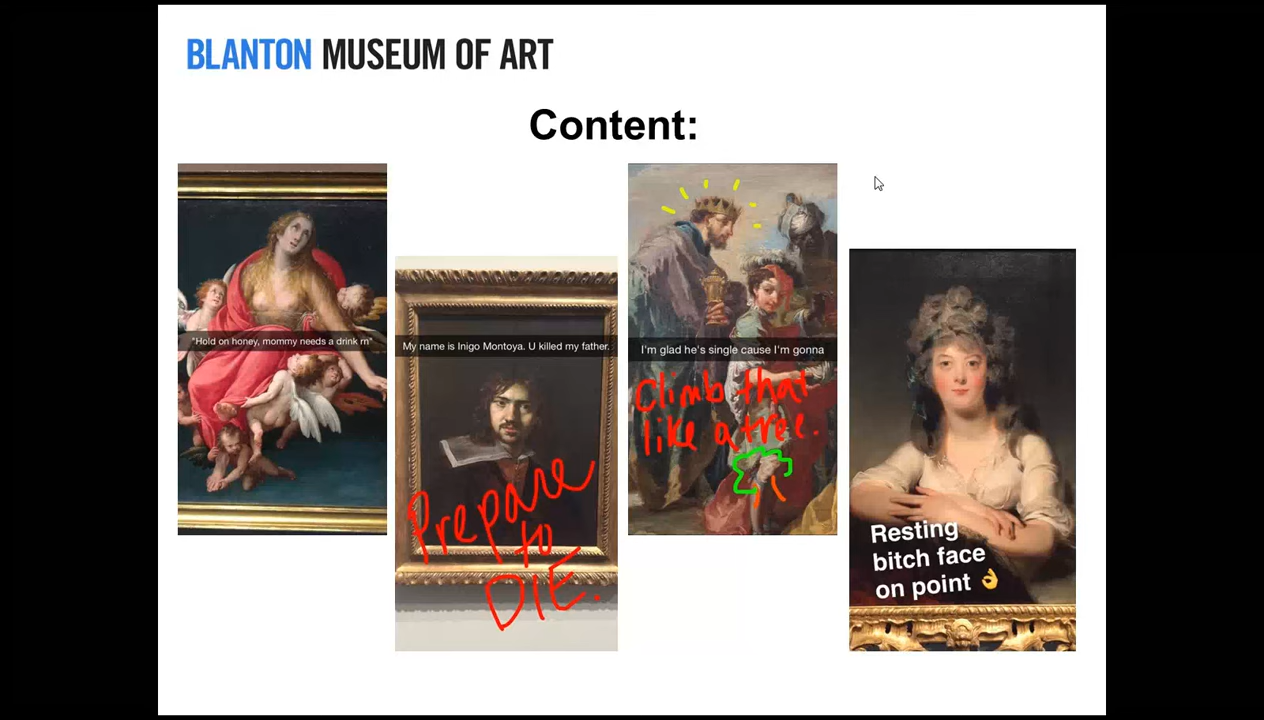 BLANTON MUSEUM OF ART
Content:
"Hold on honey, mommy needs a drink rn"
My name is Inigo Montoya. U killed my father.
Prepare
to
DIE.
I'm glad he's single cause I'm gonna
Climb that
like a tree.
Resting
bitch face
on point 👌